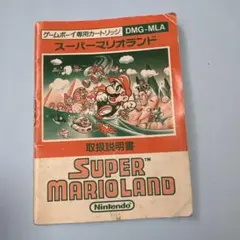 ゲームボーイ専用カートリッジ DMG-MLA
スーパーマリオランド
取扱説明書
SUPER
MARIOLAND
TM
Nintendo